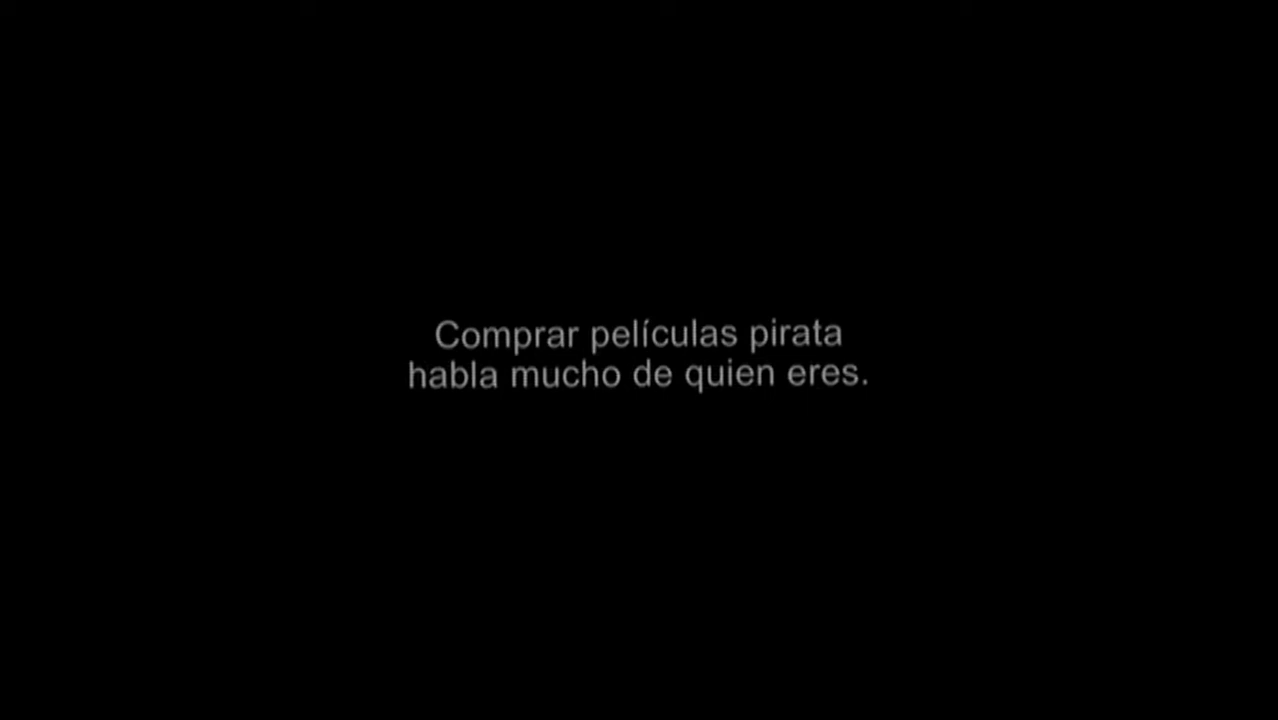 Comprar películas pirata
habla mucho de quien eres.